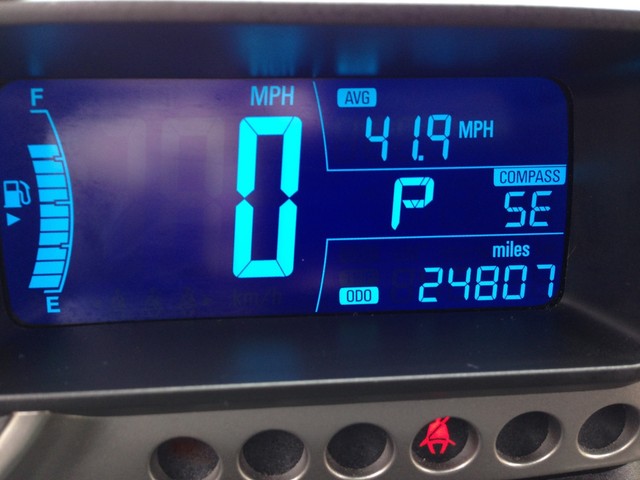 F
E
MPH
0
AVG
41.9 MPH
P
COMPASS
SE
miles
ODO 24807